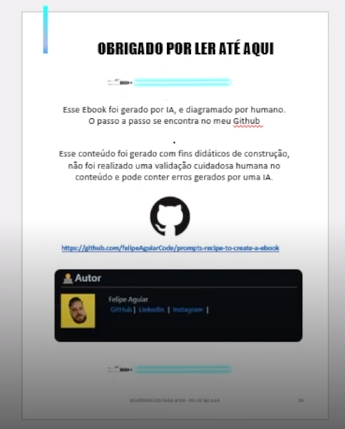 OBRIGADO POR LER ATÉ AQUI
Esse Ebook foi gerado por IA, e diagramado por humano.
O passo a passo se encontra no meu Github
.
Esse conteúdo foi gerado com fins didáticos de construção,
não foi realizado uma validação cuidadosa humana no
conteúdo e pode conter erros gerados por uma IA.
https://github.com/felipeAguiarCode/prompts-recipe-to-create-a-ebook
Autor
Felipe Aguiar
GitHub | LinkedIn | Instagram |